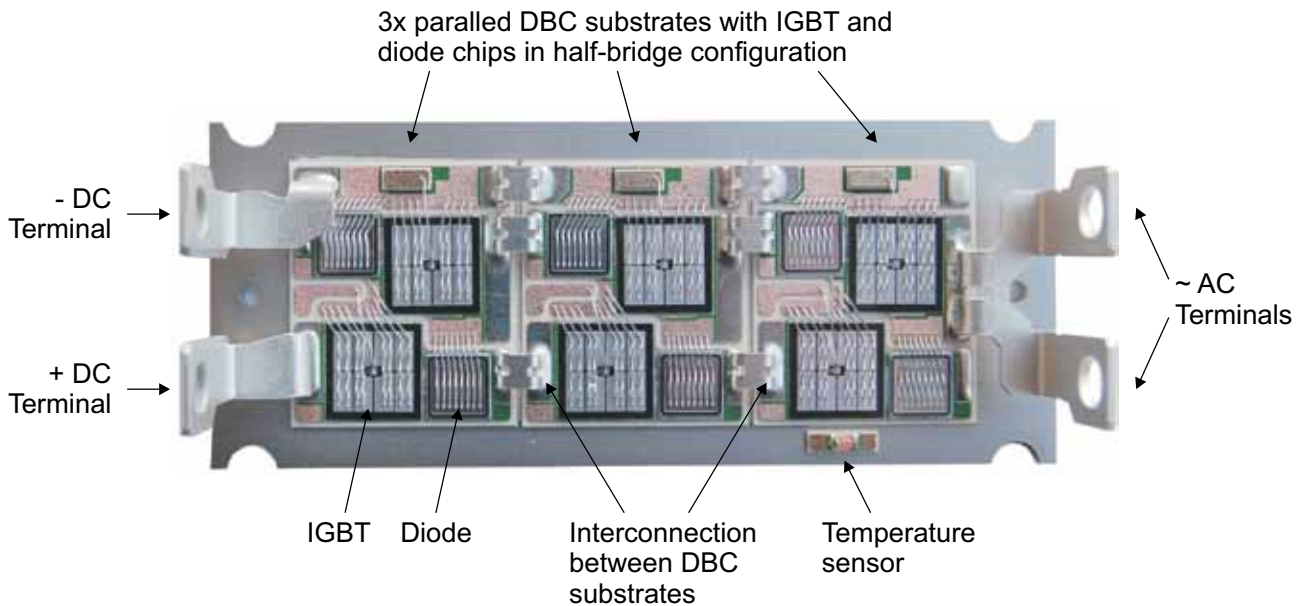 3x paralled DBC substrates with IGBT and
diode chips in half-bridge configuration
- DC
Terminal
+ DC
Terminal
~ AC
Terminals
IGBT
Diode
Interconnection
between DBC
substrates
Temperature
sensor